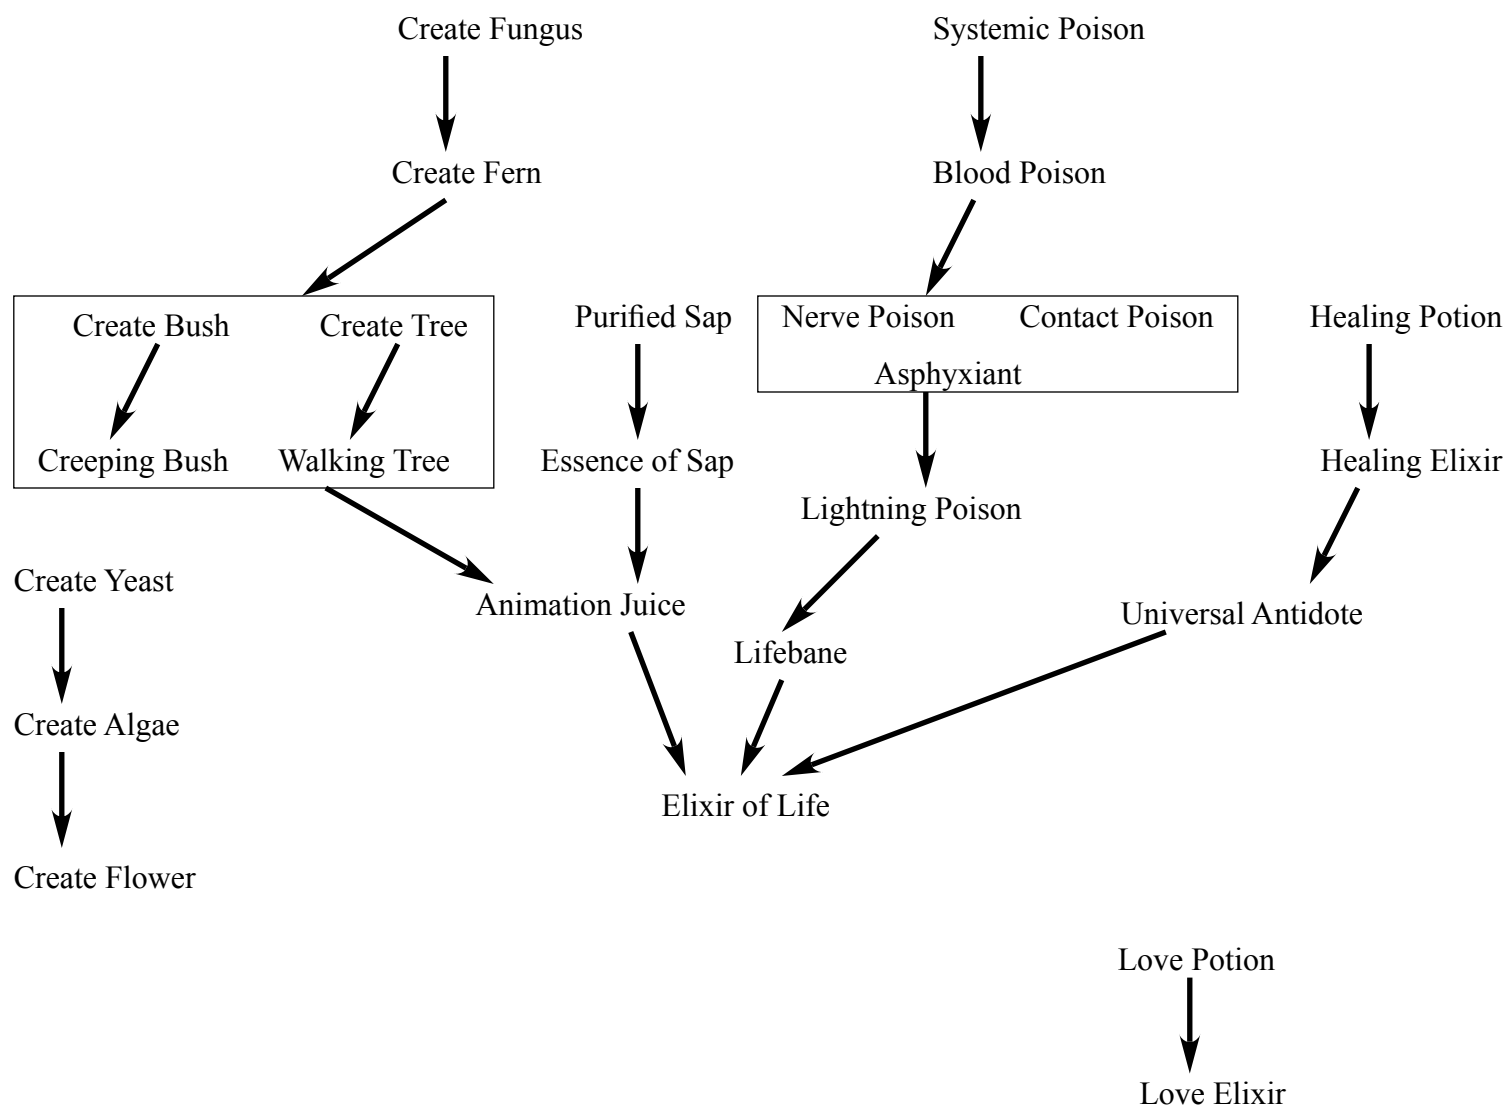 Create Fungus
Systemic Poison
Create Fern
Blood Poison
Create Bush
Create Tree
Purified Sap
Nerve Poison
Contact Poison
Healing Potion
Asphyxiant
Creeping Bush
Walking Tree
Essence of Sap
Healing Elixir
Lightning Poison
Create Yeast
Animation Juice
Universal Antidote
Lifebane
Create Algae
Elixir of Life
Create Flower
Love Potion
Love Elixir